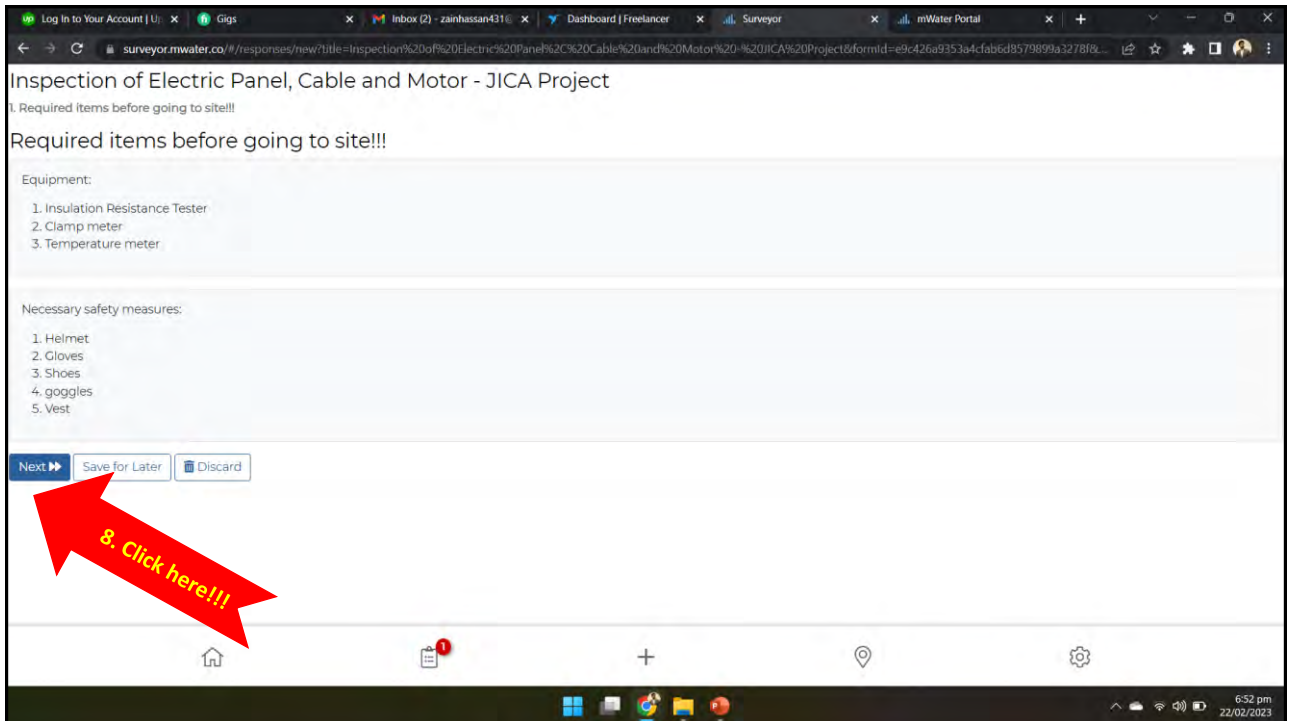 Log In to Your Account | U
Gigs
Inbox (2) - zainhassan431
Dashboard | Freelancer
Surveyor
mWater Portal
surveyor.mwater.co/#/responses/new?title=Inspection%20of%20Electric%20Panel%2C%20Cable%20and%20Motor%20-%20JICA%20Project&formId=e9c426a9353a4cfab6d8579899a3278f&...
Inspection of Electric Panel, Cable and Motor - JICA Project
1. Required items before going to site!!!
Required items before going to site!!!
Equipment:
1. Insulation Resistance Tester
2. Clamp meter
3. Temperature meter
Necessary safety measures:
1. Helmet
2. Gloves
3. Shoes
4. goggles
5. Vest
Next
Save for Later
Discard
8. Click here!!!
1
6:52 pm
22/02/2023